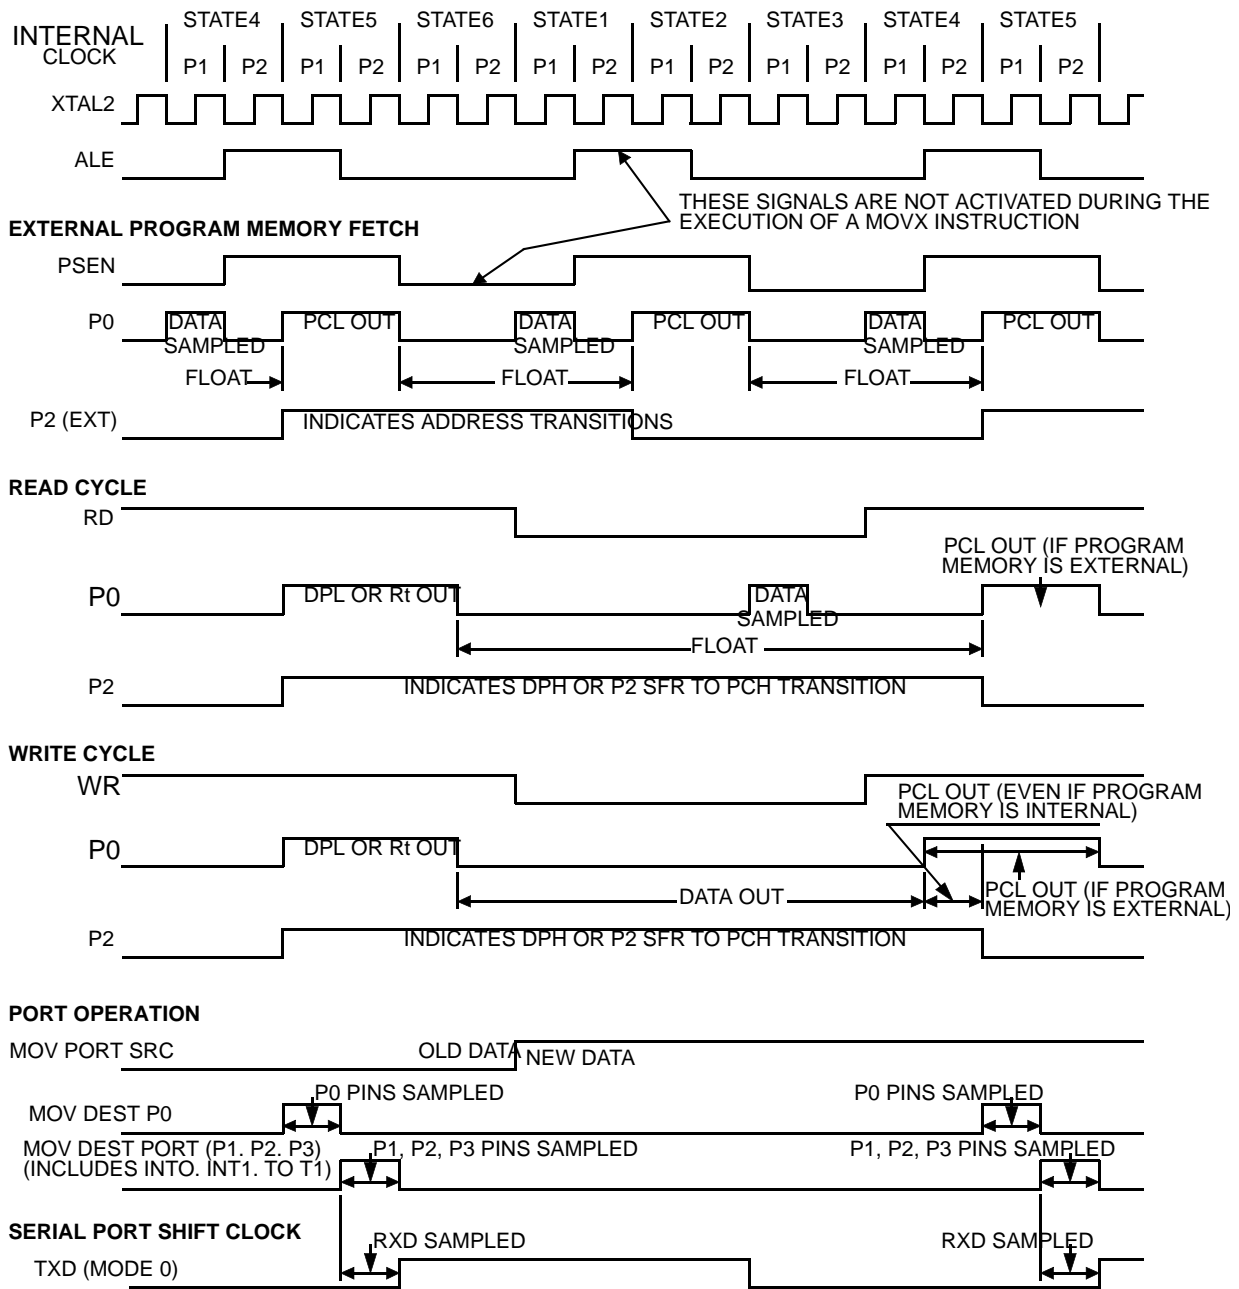 STATE4 STATE5 STATE6 STATE1 STATE2 STATE3 STATE4 STATE5
INTERNAL
CLOCK
P1 P2 P1 P2 P1 P2 P1 P2 P1 P2 P1 P2 P1 P2 P1 P2
XTAL2
ALE
THESE SIGNALS ARE NOT ACTIVATED DURING THE
EXECUTION OF A MOVX INSTRUCTION
EXTERNAL PROGRAM MEMORY FETCH
PSEN
P0 DATA PCL OUT DATA PCL OUT DATA PCL OUT
SAMPLED SAMPLED SAMPLED
FLOAT FLOAT FLOAT
P2 (EXT) INDICATES ADDRESS TRANSITIONS
READ CYCLE
RD
PCL OUT (IF PROGRAM
MEMORY IS EXTERNAL)
P0 DPL OR Rt OUT DATA
SAMPLED
FLOAT
P2 INDICATES DPH OR P2 SFR TO PCH TRANSITION
WRITE CYCLE
WR
PCL OUT (EVEN IF PROGRAM
MEMORY IS INTERNAL)
P0 DPL OR Rt OUT
DATA OUT
PCL OUT (IF PROGRAM
MEMORY IS EXTERNAL)
P2 INDICATES DPH OR P2 SFR TO PCH TRANSITION
PORT OPERATION
MOV PORT SRC OLD DATA NEW DATA
P0 PINS SAMPLED P0 PINS SAMPLED
MOV DEST P0
MOV DEST PORT (P1. P2. P3) P1, P2, P3 PINS SAMPLED P1, P2, P3 PINS SAMPLED
(INCLUDES INTO. INT1. TO T1)
SERIAL PORT SHIFT CLOCK
RXD SAMPLED RXD SAMPLED
TXD (MODE 0)